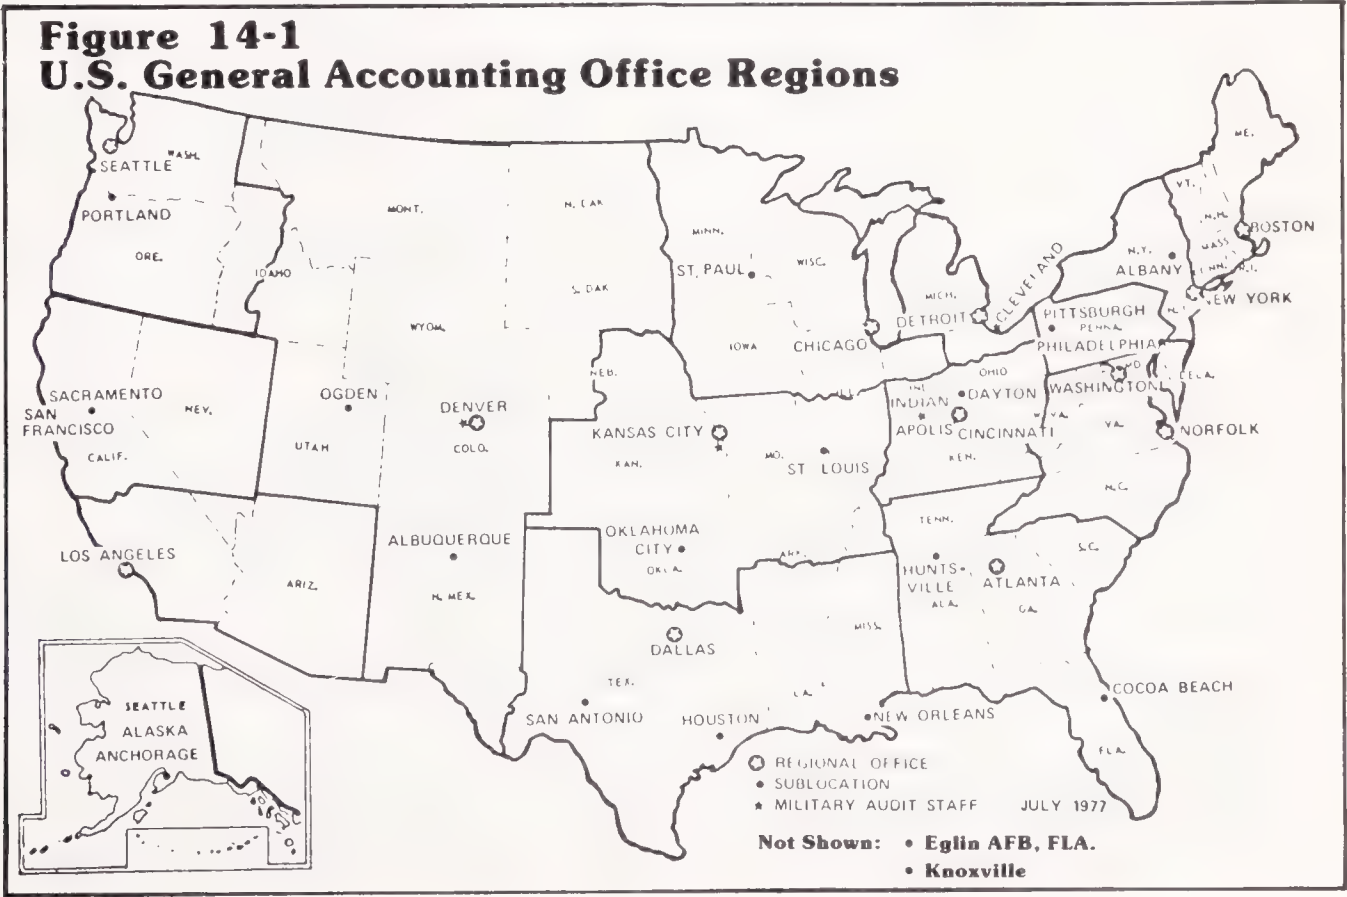 Figure 14-1
U.S. General Accounting Office Regions
ME.
WASH.
SEATTLE
VT.
MONT.
N. DAK
PORTLAND
N.H.
BOSTON
MINN.
ORE.
MASS
N.Y.
ALBANY
R.I.
WISC.
ST. PAUL
IDAHO
CLEVELAND
S. DAK
MICH.
NEW YORK
PITTSBURGH
DETROIT
PENNA.
WYOM.
IOWA
CHICAGO
PHILADELPHIA
MD
OHIO
NEB.
DELA.
WASHINGTON
IND
ILL
SACRAMENTO
OGDEN
DAYTON
INDIAN
APOLIS
SAN
FRANCISCO
NEV.
DENVER
COLO.
KANSAS CITY
CINCINNATI
W. VA.
VA.
NORFOLK
CALIF.
UTAH
KAN.
MO.
ST LOUIS
KEN.
N.C.
TENN.
OKLAHOMA
CITY
OKLA.
ALBUQUERQUE
LOS ANGELES
ARK.
S.C.
HUNTS-
VILLE
ATLANTA
ARIZ.
N. MEX.
ALA.
GA.
MISS.
DALLAS
TEX.
LA.
COCOA BEACH
SEATTLE
ALASKA
ANCHORAGE
SAN ANTONIO
HOUSTON
NEW ORLEANS
FLA.
REGIONAL OFFICE
• SUBLOCATION
★ MILITARY AUDIT STAFF JULY 1977
Not Shown: • Eglin AFB, FLA.
• Knoxville